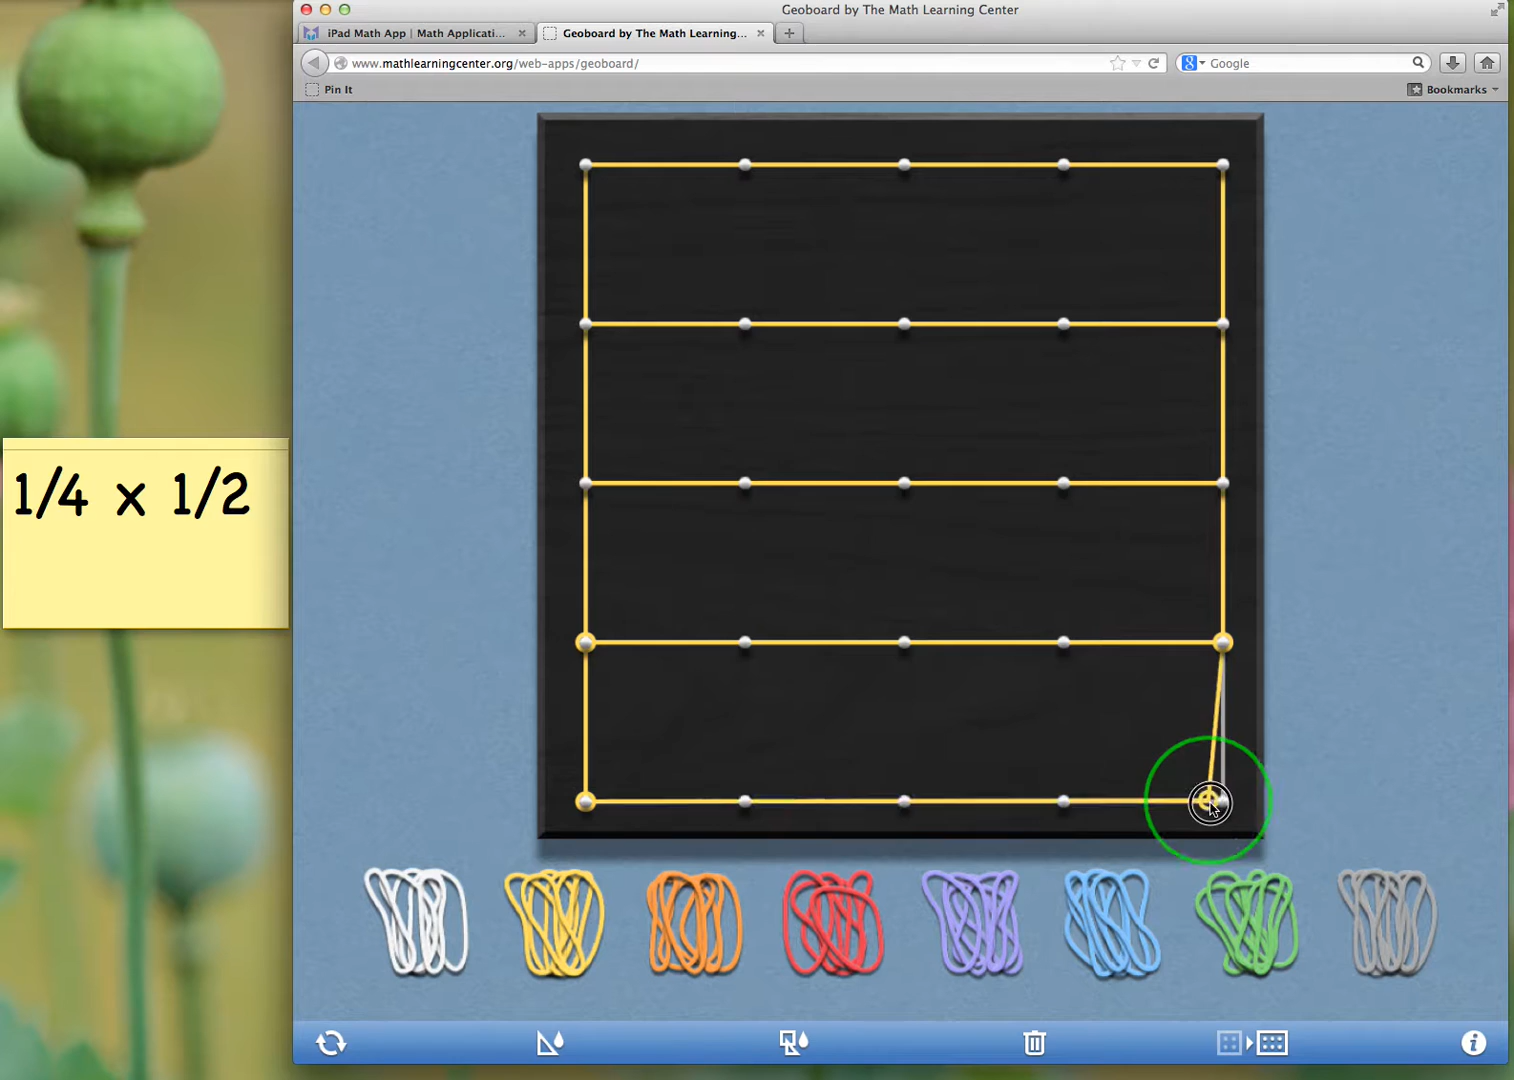 Geoboard by The Math Learning Center
iPad Math App | Math Applicati...
Geoboard by The Math Learning...
www.mathlearningcenter.org/web-apps/geoboard/
Google
Pin It
Bookmarks
1/4 x 1/2